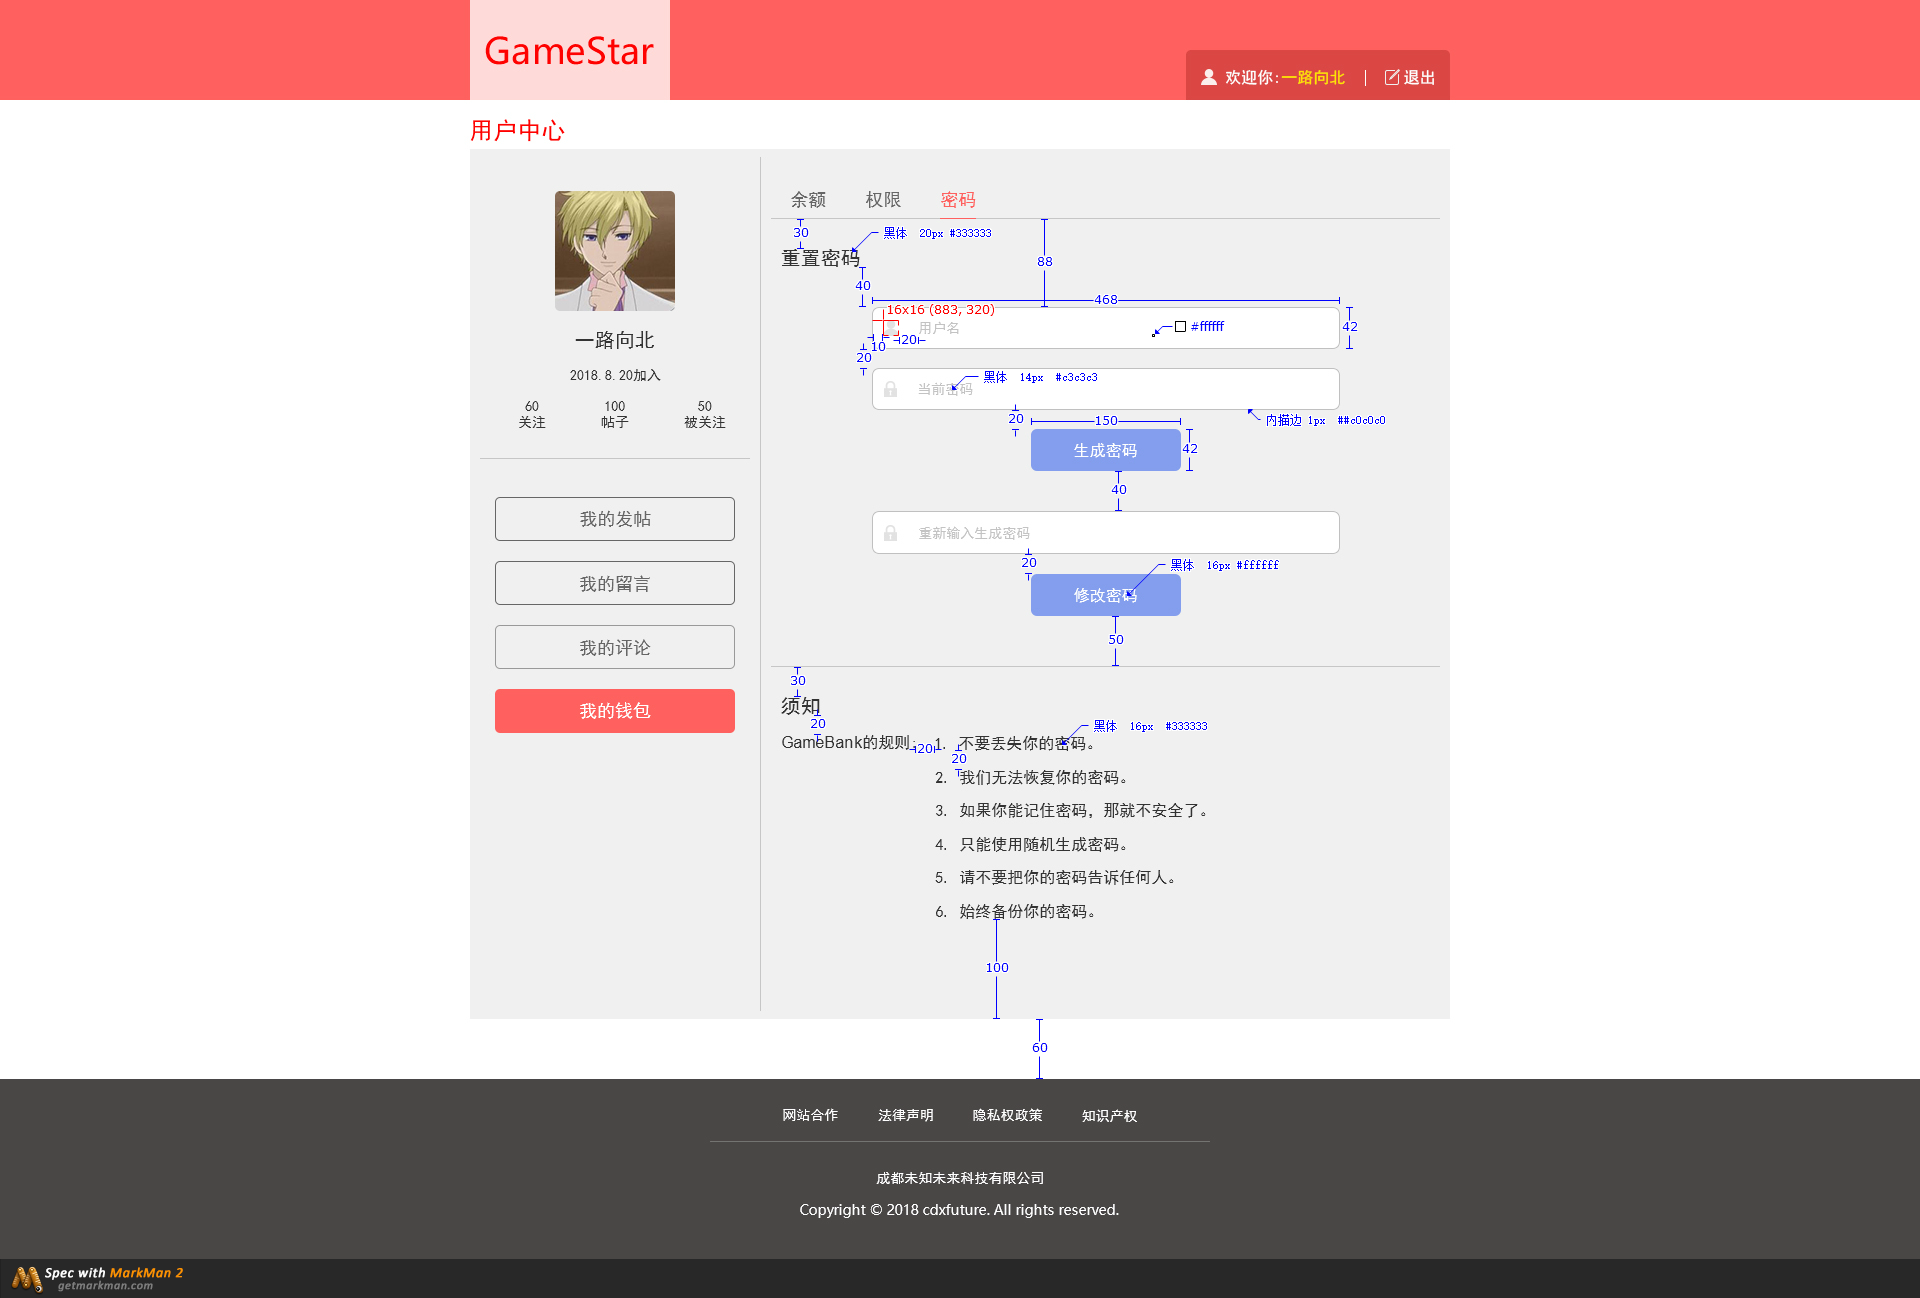 GameStar
欢迎你:一路向北
退出
用户中心
一路向北
2018.8.20加入
60 100 50
关注 帖子 被关注
我的发帖
我的留言
我的评论
我的钱包
余额 权限 密码
30
黑体 20px #333333
重置密码
88
40
468
16x16 (883, 320)
用户名
#ffffff
42
10
20
20
黑体 14px #c3c3c3
当前密码
20
150
内描边 1px ##c0c0c0
生成密码
42
40
重新输入生成密码
20
黑体 16px #ffffff
修改密码
50
30
须知
20
黑体 16px #333333
GameBank的规则:
20
1. 不要丢失你的密码。
20
2. 我们无法恢复你的密码。
3. 如果你能记住密码，那就不安全了。
4. 只能使用随机生成密码。
5. 请不要把你的密码告诉任何人。
6. 始终备份你的密码。
100
60
网站合作 法律声明 隐私权政策 知识产权
成都未知未来科技有限公司
Copyright © 2018 cdxfuture. All rights reserved.
Spec with MarkMan 2
getmarkman.com